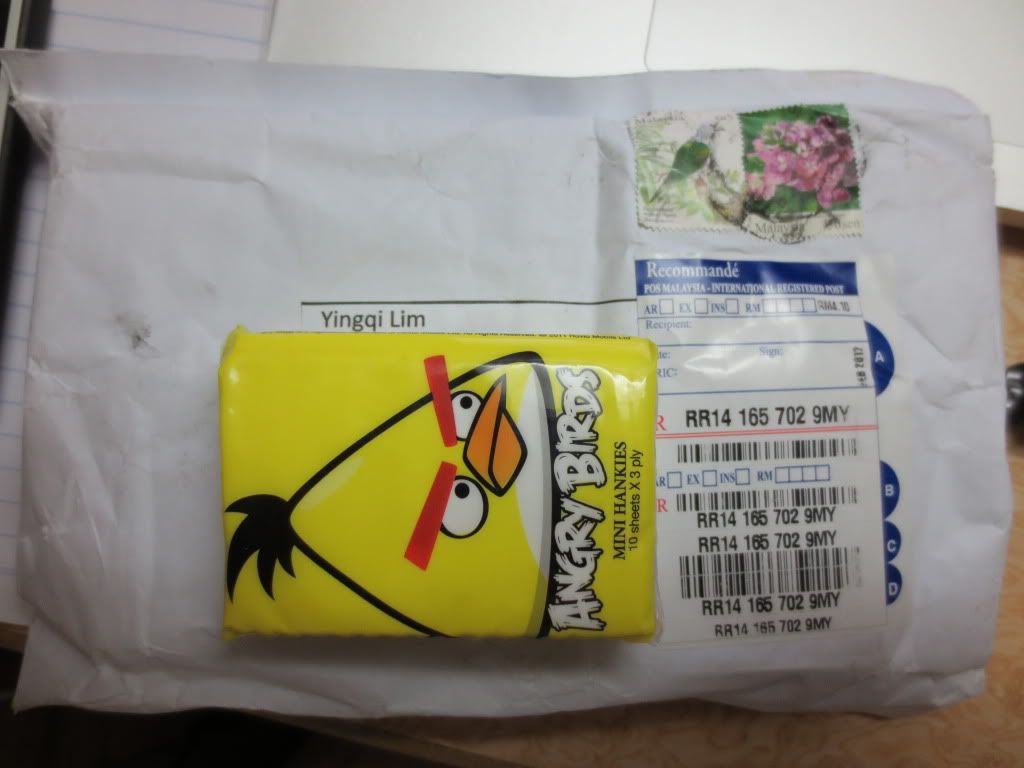 Malaysia
Malaysia
Recommandé
POS MALAYSIA - INTERNATIONAL REGISTERED POST
AR EX INS RM
Recipient:
Sign:
A
R RR14 165 702 9MY
AR EX INS RM
B
R
RR14 165 702 9MY
RR14 165 702 9MY
C
D
RR14 165 702 9MY
RR14 165 702 9MY
Yingqi Lim
ANGRY BIRDS
MINI HANKIES
10 sheets X 3 ply